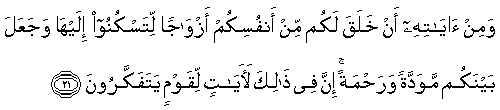 وَمِنْ ءَايَـٰتِهِۦٓ أَنْ خَلَقَ لَكُم مِّنْ أَنفُسِكُمْ أَزْوَٰجًا لِّتَسْكُنُوٓا۟ إِلَيْهَا وَجَعَلَ
بَيْنَكُم مَّوَدَّةً وَرَحْمَةً ۚ إِنَّ فِى ذَٰلِكَ لَـَٔايَـٰتٍ لِّقَوْمٍ يَتَفَكَّرُونَ ﴿٢١﴾